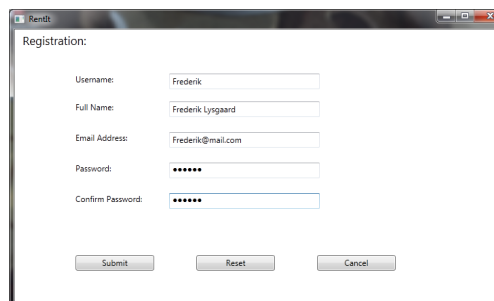 RentIt
Registration:
Username: Frederik
Full Name: Frederik Lysgaard
Email Address: Frederik@mail.com
Password: ••••••
Confirm Password: ••••••
Submit Reset Cancel